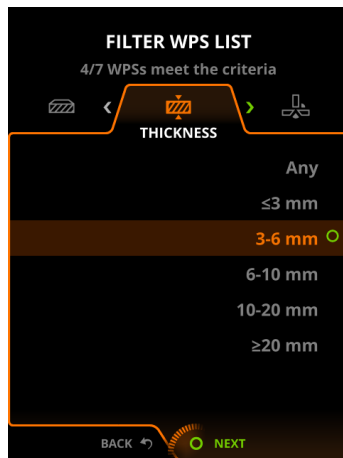 FILTER WPS LIST
4/7 WPSs meet the criteria
THICKNESS
Any
≤3 mm
3-6 mm
6-10 mm
10-20 mm
≥20 mm
BACK NEXT